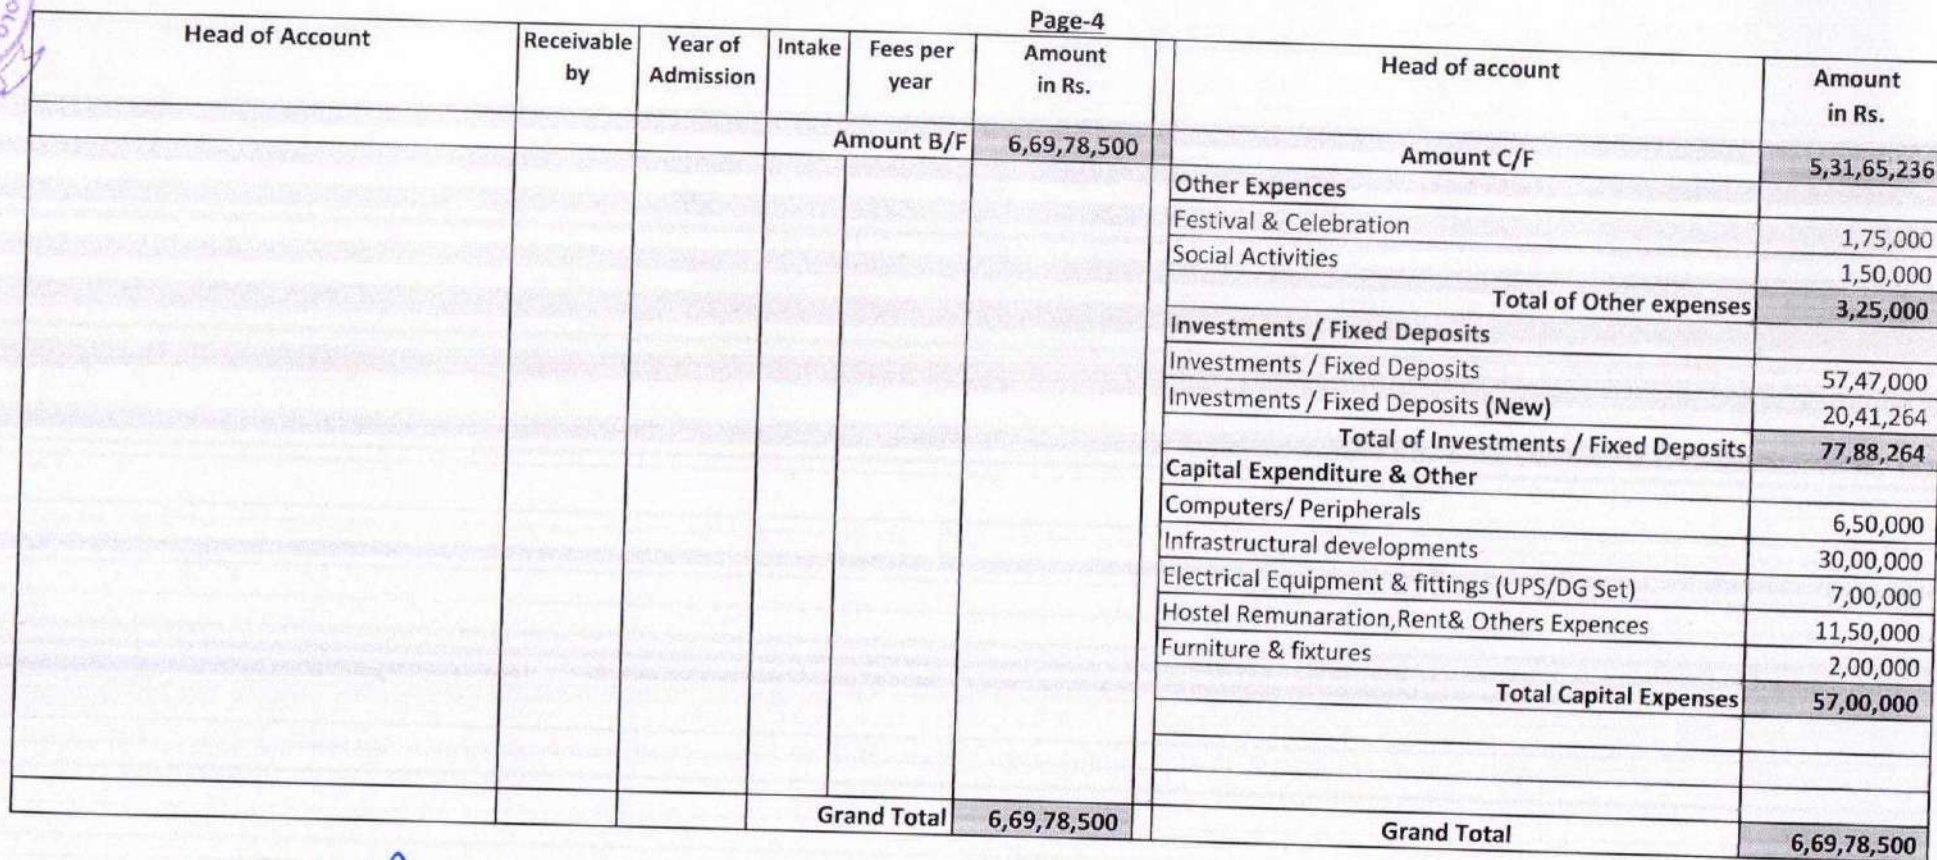 Page-4
Head of Account Receivable by Year of Admission Intake Fees per year Amount in Rs. Head of account Amount in Rs.
Amount B/F 6,69,78,500 Amount C/F 5,31,65,236
Other Expences
Festival & Celebration 1,75,000
Social Activities 1,50,000
Total of Other expenses 3,25,000
Investments / Fixed Deposits
Investments / Fixed Deposits 57,47,000
Investments / Fixed Deposits (New) 20,41,264
Total of Investments / Fixed Deposits 77,88,264
Capital Expenditure & Other
Computers/ Peripherals 6,50,000
Infrastructural developments 30,00,000
Electrical Equipment & fittings (UPS/DG Set) 7,00,000
Hostel Remunaration,Rent& Others Expences 11,50,000
Furniture & fixtures 2,00,000
Total Capital Expenses 57,00,000
Grand Total 6,69,78,500 Grand Total 6,69,78,500